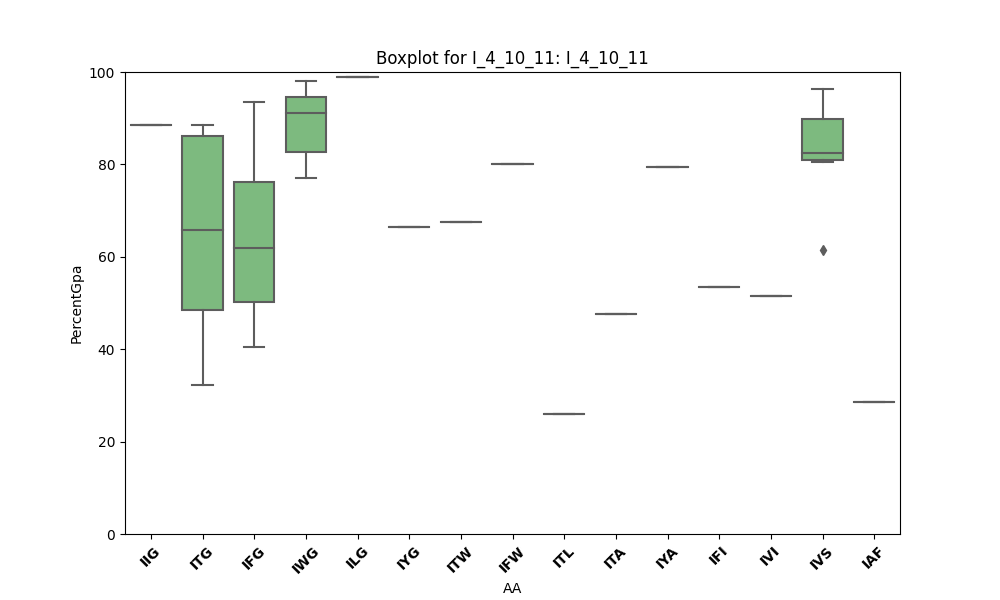 Boxplot for I_4_10_11: I_4_10_11
PercentGpa
100
80
60
40
20
0
IIG ITG IFG IWG ILG IYG ITW IFW ITL ITA IYA IFI IVI IVS IAF
AA